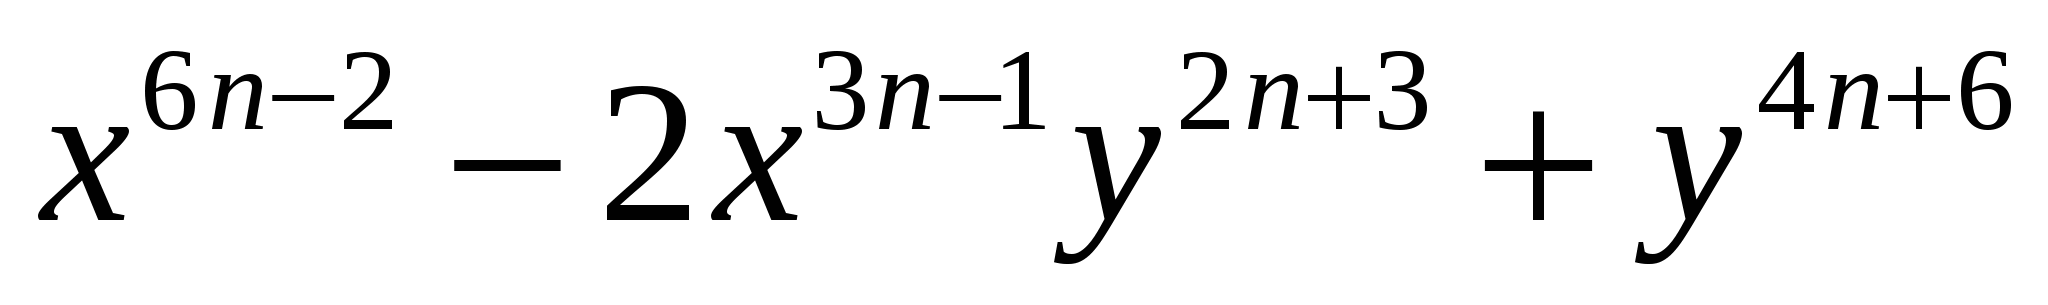 x^{6n−2} − 2x^{3n−1}y^{2n+3} + y^{4n+6}